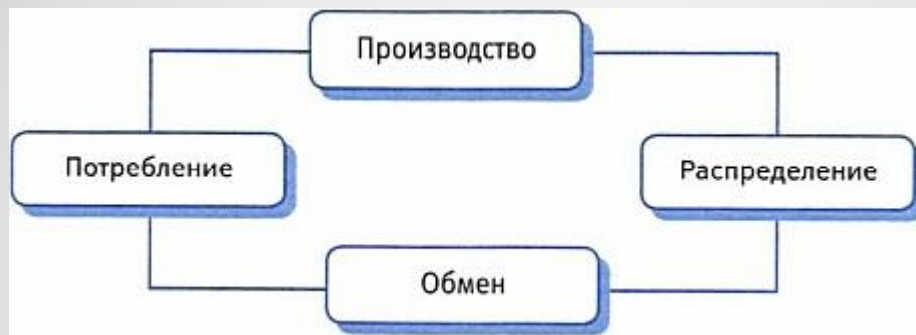 Производство
Потребление
Распределение
Обмен